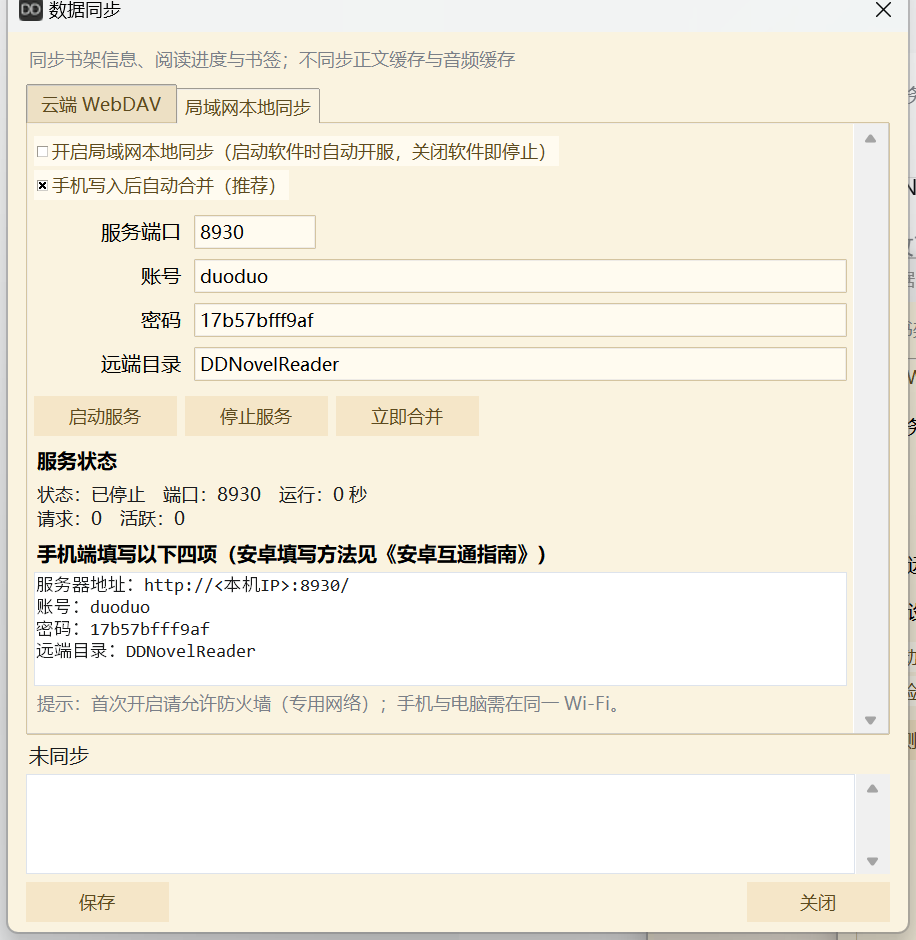 DD 数据同步
同步书架信息、阅读进度与书签；不同步正文缓存与音频缓存
云端 WebDAV 局域网本地同步
开启局域网本地同步（启动软件时自动开服，关闭软件即停止）
手机写入后自动合并（推荐）
服务端口 8930
账号 duoduo
密码 17b57bfff9af
远端目录 DDNovelReader
启动服务 停止服务 立即合并
服务状态
状态：已停止 端口：8930 运行：0 秒
请求：0 活跃：0
手机端填写以下四项（安卓填写方法见《安卓互通指南》）
服务器地址：http://<本机IP>:8930/
账号：duoduo
密码：17b57bfff9af
远端目录：DDNovelReader
提示：首次开启请允许防火墙（专用网络）；手机与电脑需在同一 Wi-Fi。
未同步
保存 关闭